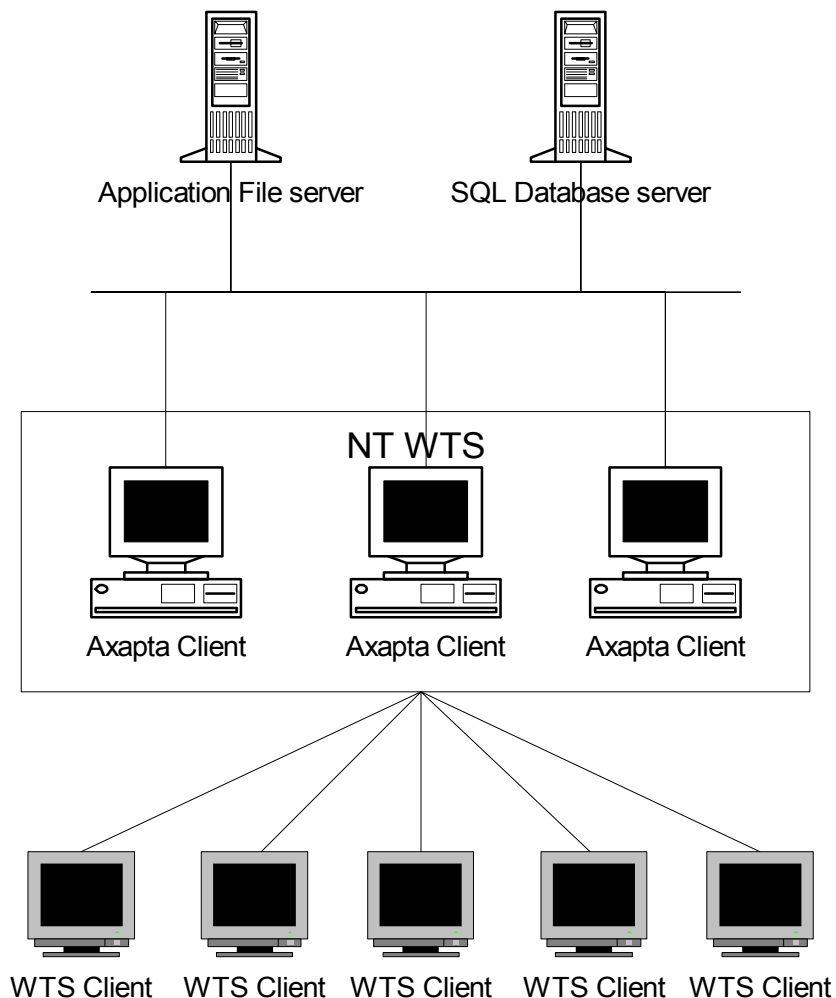 Application File server
SQL Database server
NT WTS
Axapta Client
Axapta Client
Axapta Client
WTS Client
WTS Client
WTS Client
WTS Client
WTS Client